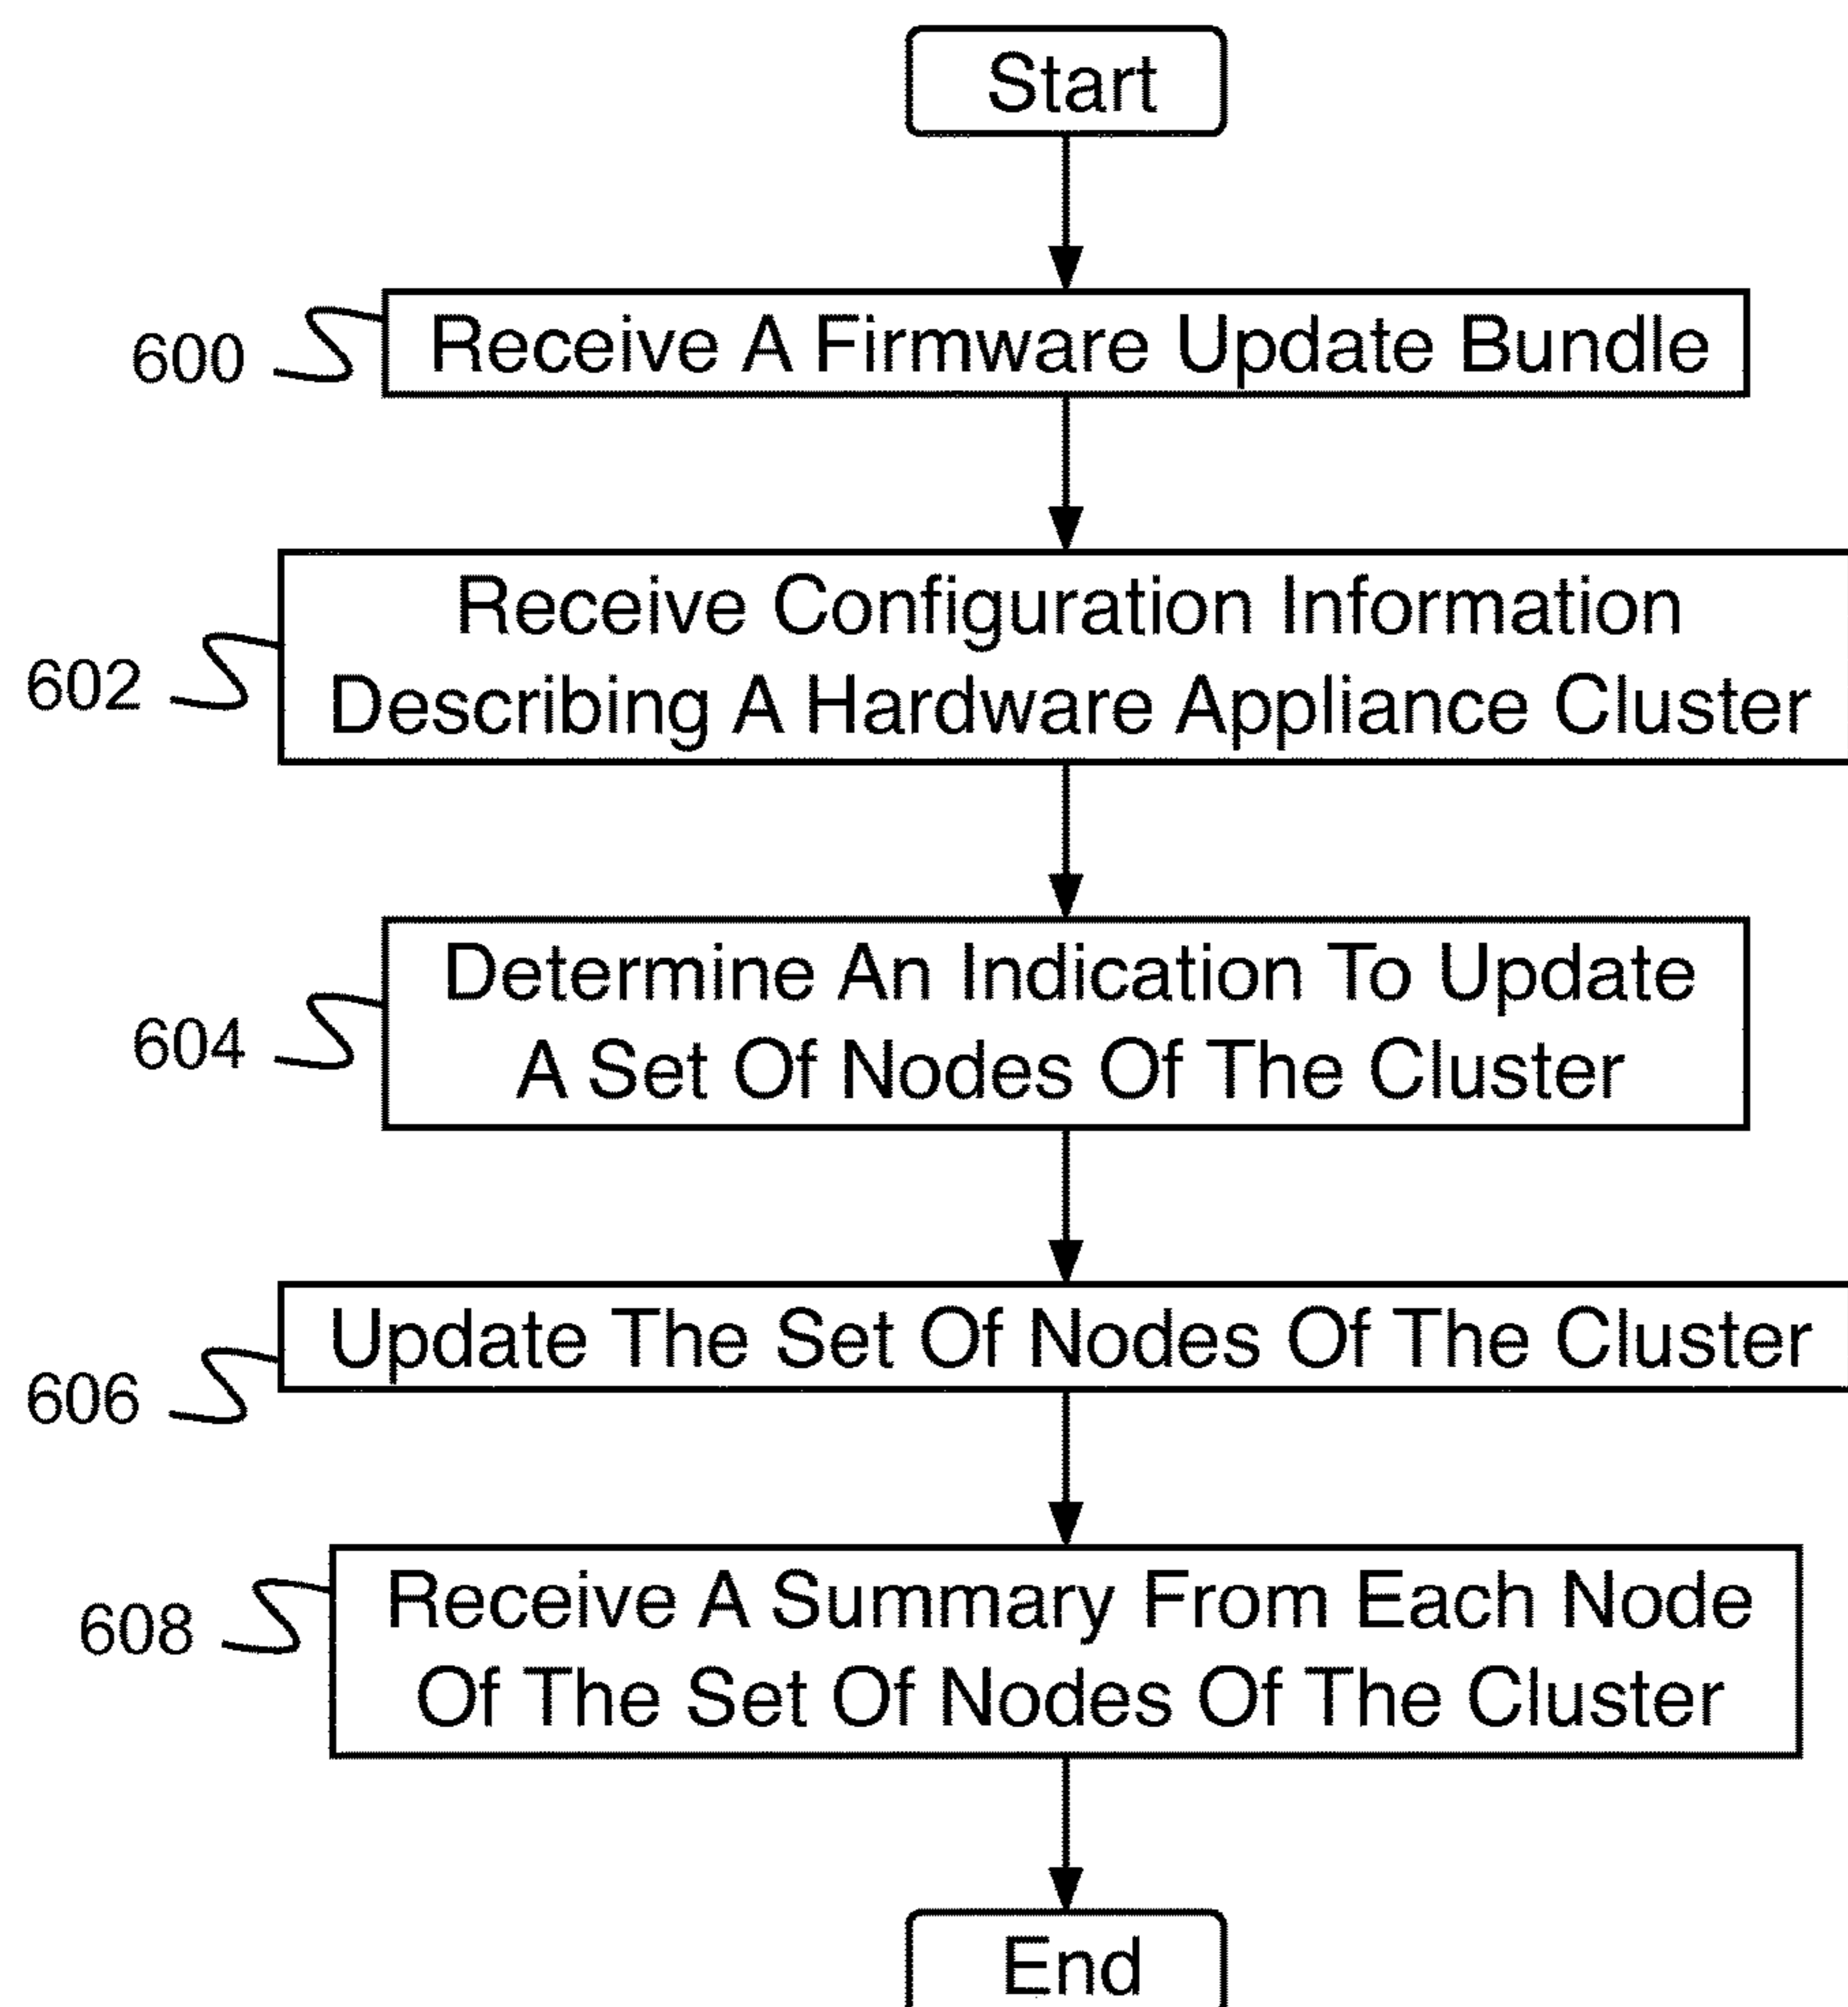 Start
600
Receive A Firmware Update Bundle
602
Receive Configuration Information
Describing A Hardware Appliance Cluster
604
Determine An Indication To Update
A Set Of Nodes Of The Cluster
606
Update The Set Of Nodes Of The Cluster
608
Receive A Summary From Each Node
Of The Set Of Nodes Of The Cluster
End